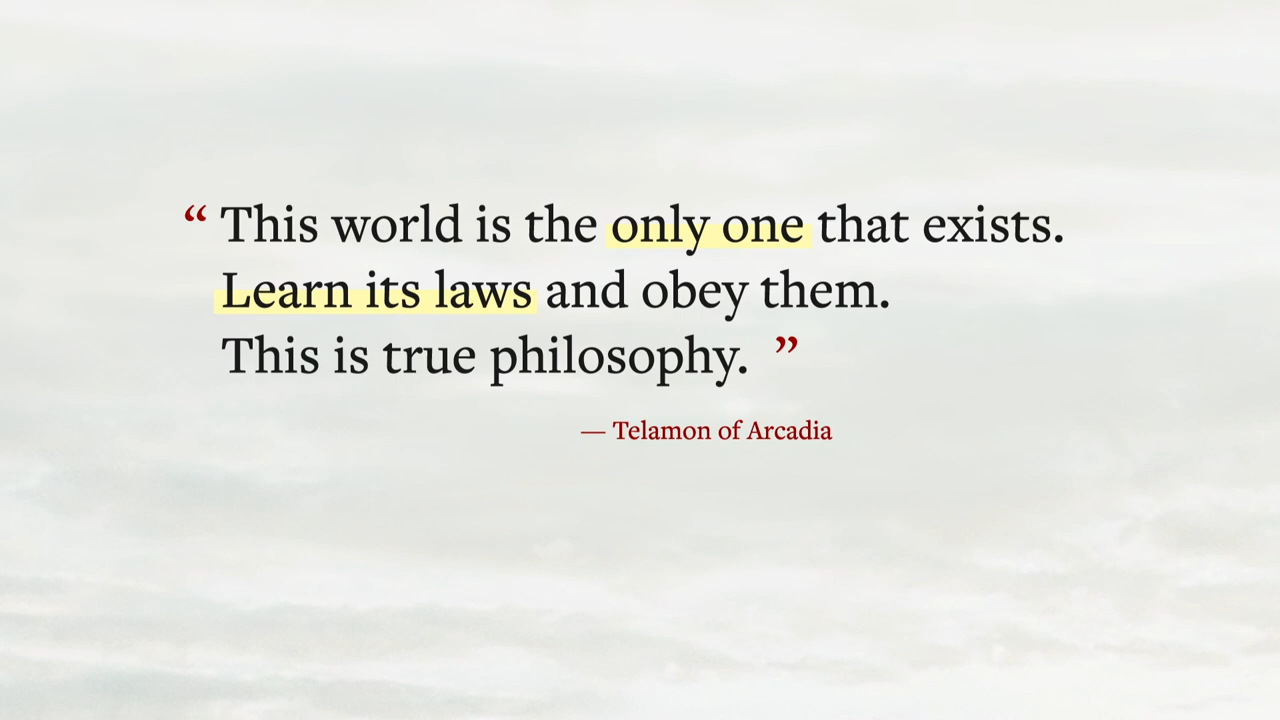 “ This world is the only one that exists.
Learn its laws and obey them.
This is true philosophy. ”
— Telamon of Arcadia